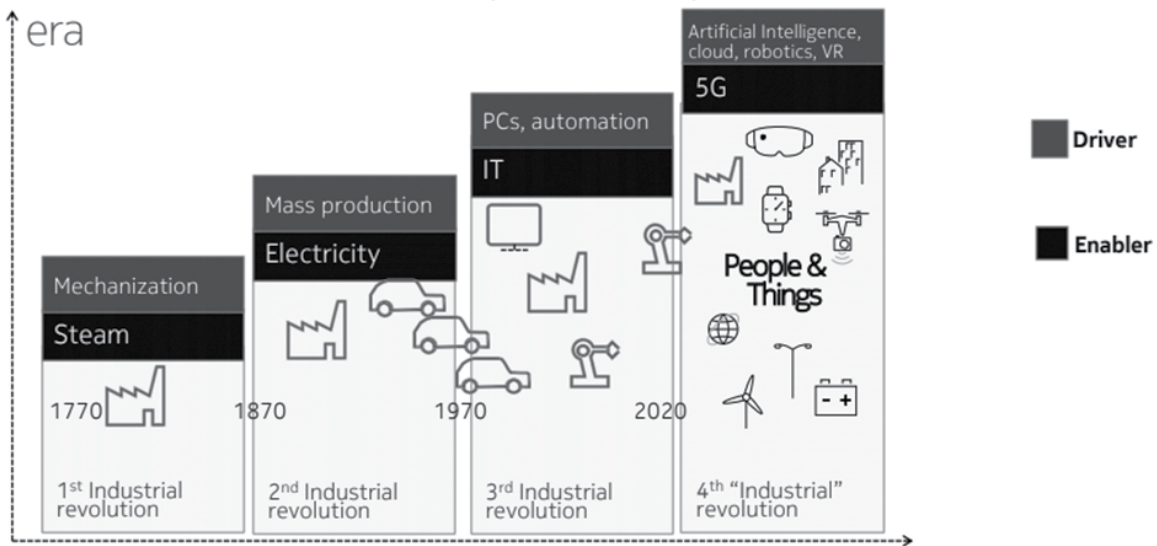 era
Mechanization
Steam
1770
1st Industrial
revolution
Mass production
Electricity
1870
2nd Industrial
revolution
PCs, automation
IT
1970
3rd Industrial
revolution
Artificial Intelligence,
cloud, robotics, VR
5G
People &
Things
2020
4th “Industrial”
revolution
Driver
Enabler